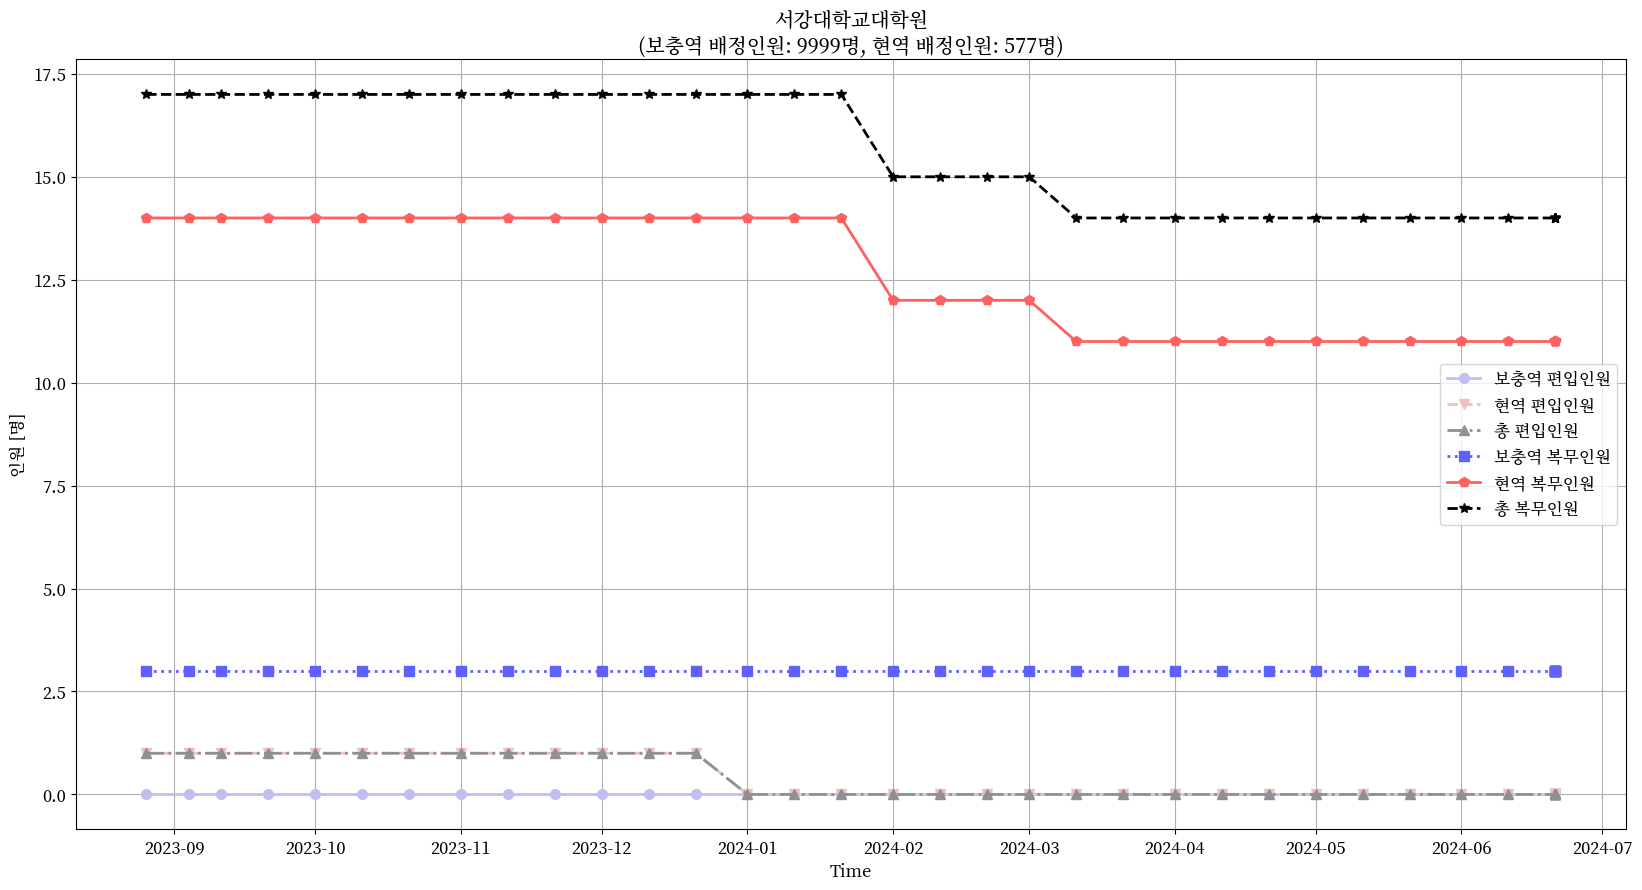 서강대학교대학원
(보충역 배정인원: 9999명, 현역 배정인원: 577명)
17.5
15.0
12.5
10.0
7.5
5.0
2.5
0.0
인원 [명]
보충역 편입인원
현역 편입인원
총 편입인원
보충역 복무인원
현역 복무인원
총 복무인원
2023-09 2023-10 2023-11 2023-12 2024-01 2024-02 2024-03 2024-04 2024-05 2024-06 2024-07
Time